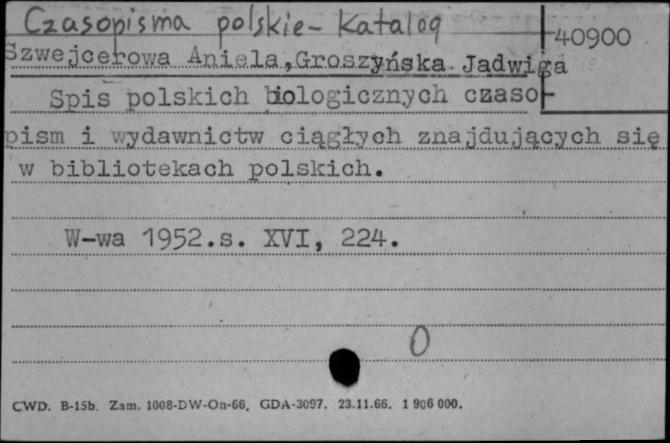 Czasopisma polskie - Katalog
40900
Szwejcerowa Aniela, Groszyńska Jadwiga
Spis polskich biologicznych czaso-
pism i wydawnictw ciągłych znajdujących się
w bibliotekach polskich.
W-wa 1952.s. XVI, 224.
0
CWD. B-15b. Zam. 1008-DW-On-66. GDA-3097. 23.11.66. 1 906 000.